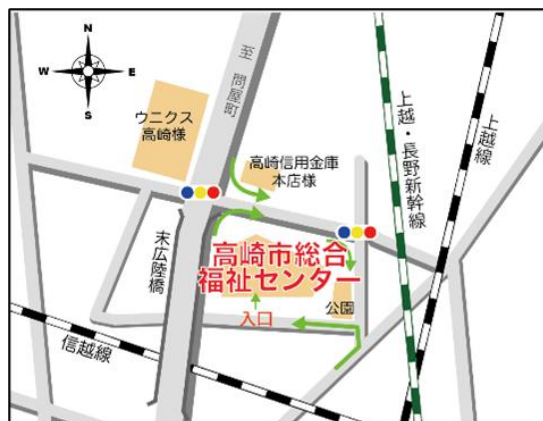 N
W
E
S
至 問屋町
ウニクス
高崎様
高崎信用金庫
本店様
上越・長野新幹線
上越線
末広陸橋
高崎市総合
福祉センター
公園
入口
信越線